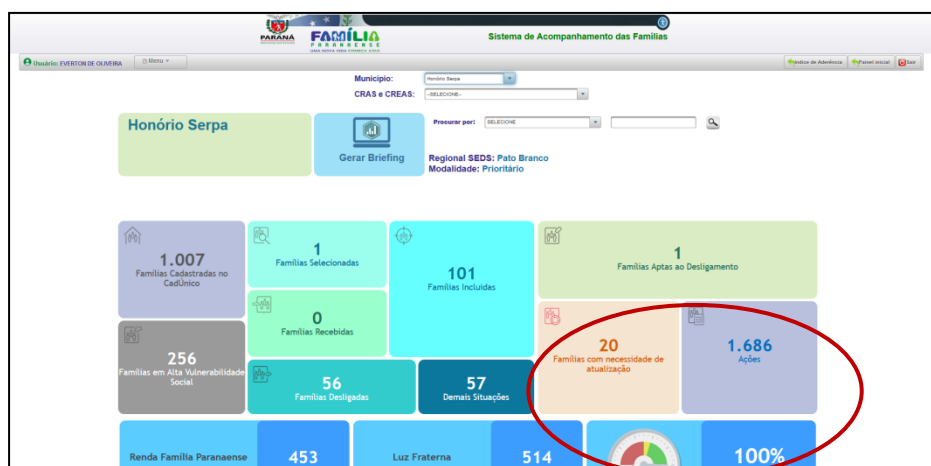 PARANÁ
FAMÍLIA
PARANAENSE
Sistema de Acompanhamento das Famílias
Usuário: EVERTON DE OLIVEIRA
Menu
Índice de Aderência
Painel Inicial
Sair
Município:
Honório Serpa
CRAS e CREAS:
-SELECIONE-
Honório Serpa
Gerar Briefing
Procurar por:
SELECIONE
Regional SEDS: Pato Branco
Modalidade: Prioritário
1.007
Famílias Cadastradas no
CadÚnico
1
Famílias Selecionadas
101
Famílias Incluidas
1
Famílias Aptas ao Desligamento
0
Famílias Recebidas
256
Famílias em Alta Vulnerabilidade
Social
20
Famílias com necessidade de
atualização
1.686
Ações
56
Famílias Desligadas
57
Demais Situações
Renda Família Paranaense
453
Luz Fraterna
514
100%